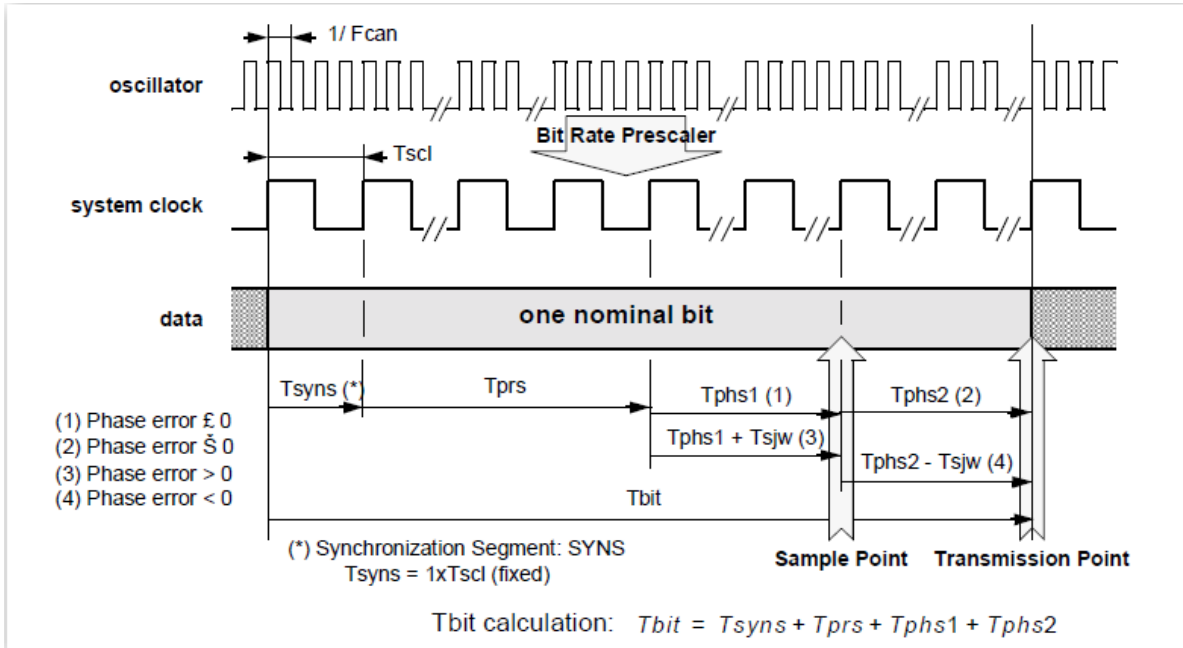 1/ Fcan
oscillator
Bit Rate Prescaler
Tscl
system clock
data
one nominal bit
Tsyns (*)
Tprs
Tphs1 (1)
Tphs2 (2)
(1) Phase error £ 0
(2) Phase error Š 0
(3) Phase error > 0
(4) Phase error < 0
Tphs1 + Tsjw (3)
Tphs2 - Tsjw (4)
Tbit
(*) Synchronization Segment: SYNS
Tsyns = 1xTscl (fixed)
Sample Point
Transmission Point
Tbit calculation: Tbit = Tsyns + Tprs + Tphs1 + Tphs2